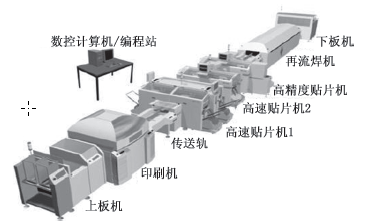 数控计算机/编程站
下板机
再流焊机
高精度贴片机
高速贴片机2
高速贴片机1
传送轨
印刷机
上板机